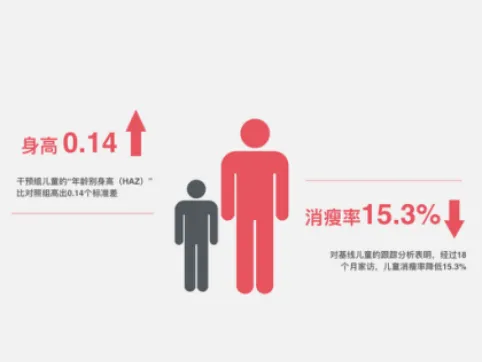 身高 0.14
干预组儿童的“年龄别身高（HAZ）”
比对照组高出0.14个标准差
消瘦率15.3%
对基线儿童的跟踪分析表明，经过18
个月家访，儿童消瘦率降低15.3%